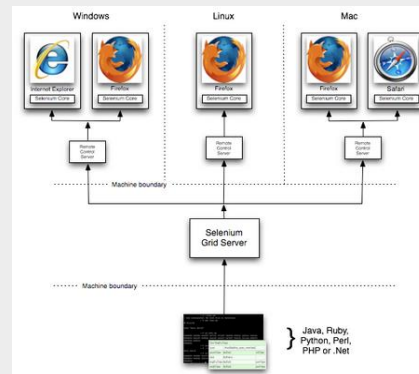 Windows
Linux
Mac
Internet Explorer
Selenium Core
Firefox
Selenium Core
Firefox
Selenium Core
Firefox
Selenium Core
Safari
Selenium Core
Remote
Control
Server
Remote
Control
Server
Remote
Control
Server
Machine boundary
Selenium
Grid Server
Machine boundary
Java, Ruby,
Python, Perl,
PHP or .Net